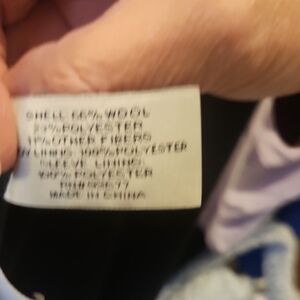 SHELL 66% WOOL
33% POLYESTER
1% OTHER FIBERS
LINING: 100% POLYESTER
SLEEVE LINING:
100% POLYESTER
MADE IN CHINA